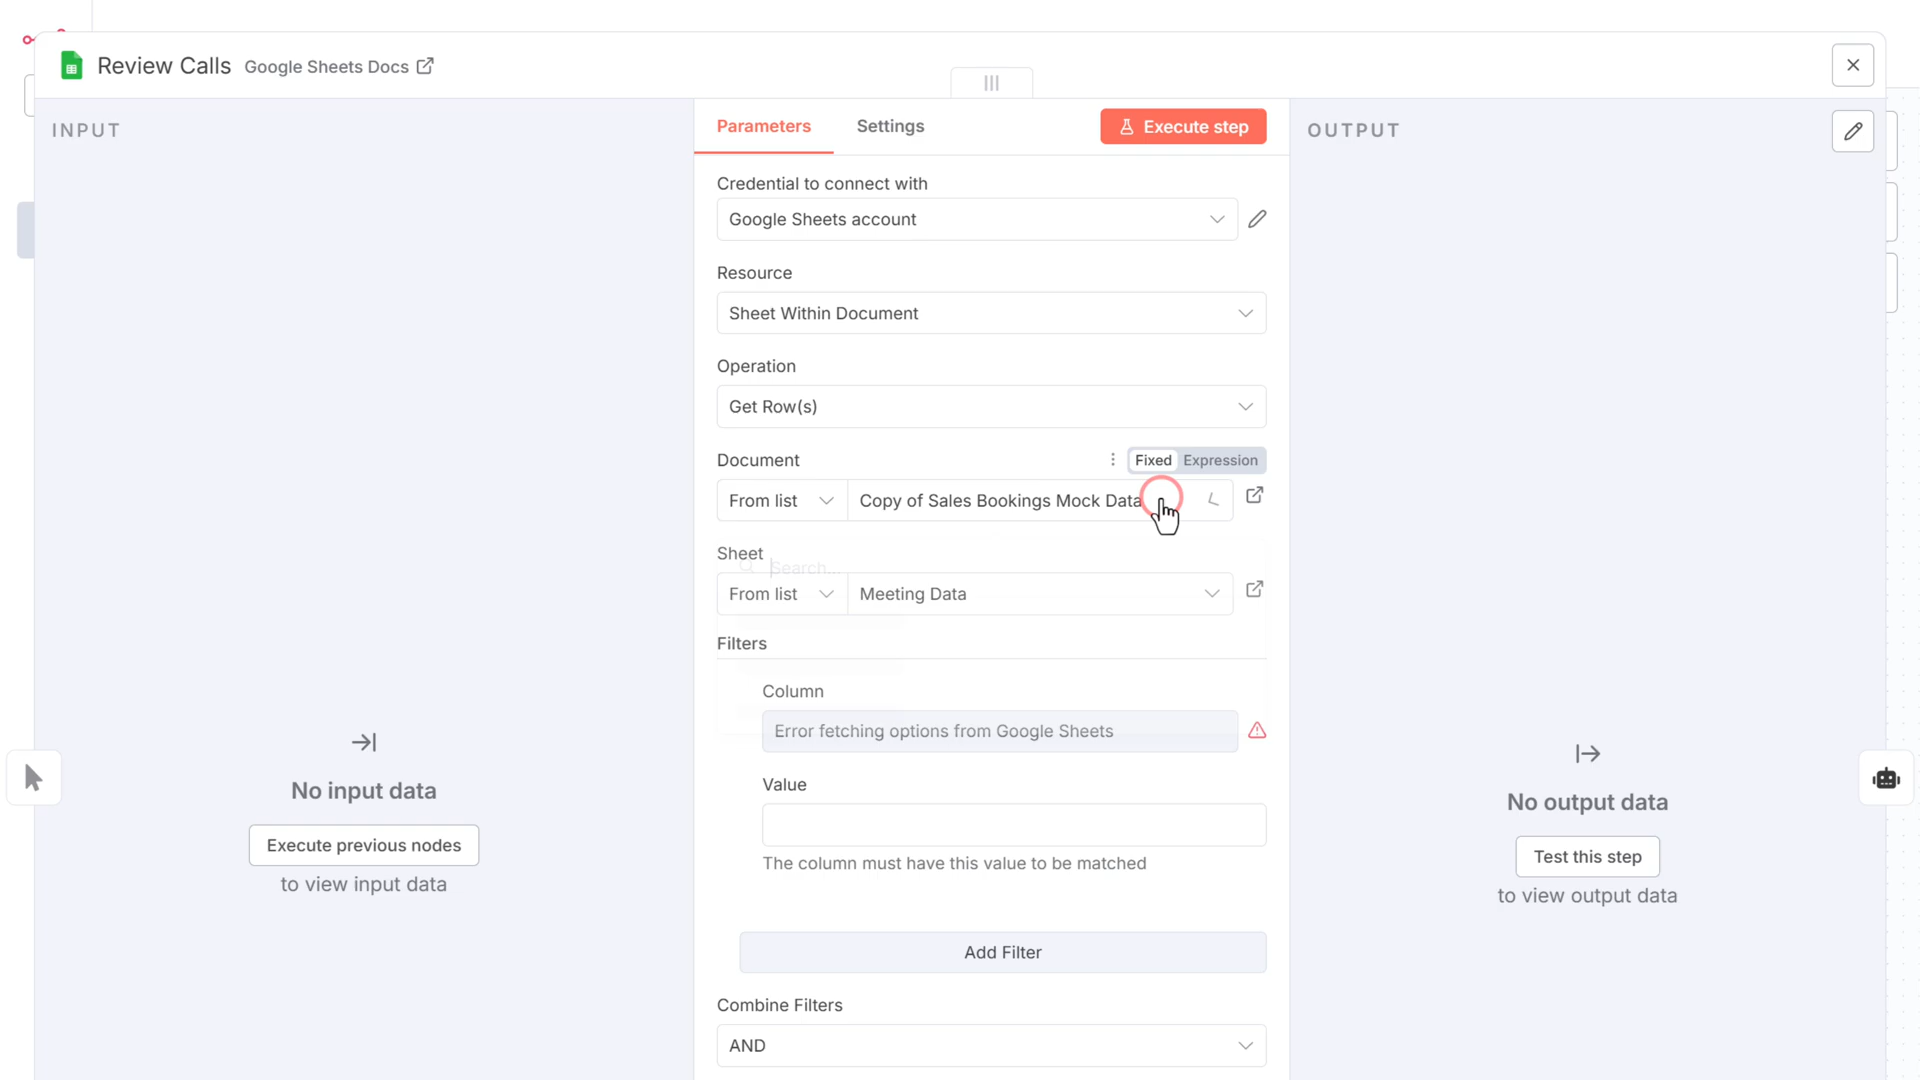 Review Calls Google Sheets Docs
INPUT
Parameters Settings Execute step
OUTPUT
Credential to connect with
Google Sheets account
Resource
Sheet Within Document
Operation
Get Row(s)
Document Fixed Expression
From list Copy of Sales Bookings Mock Data
Sheet
Search...
From list Meeting Data
Filters
Column
Error fetching options from Google Sheets
Value
The column must have this value to be matched
Add Filter
Combine Filters
AND
No input data
Execute previous nodes
to view input data
No output data
Test this step
to view output data